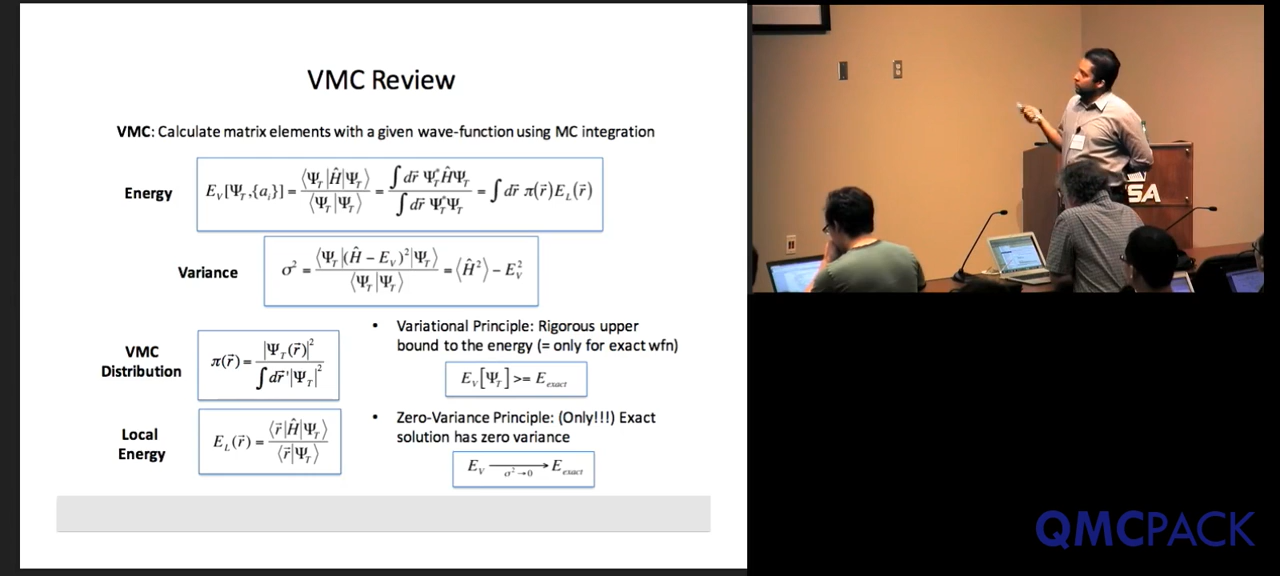 VMC Review
VMC: Calculate matrix elements with a given wave-function using MC integration
Energy
E_V[Ψ_T,{a_i}] = ⟨Ψ_T|Ĥ|Ψ_T⟩ / ⟨Ψ_T|Ψ_T⟩ = ∫dr⃗ Ψ_T^*ĤΨ_T / ∫dr⃗ Ψ_T^*Ψ_T = ∫dr⃗ π(r⃗)E_L(r⃗)
Variance
σ² = ⟨Ψ_T|(Ĥ − E_V)²|Ψ_T⟩ / ⟨Ψ_T|Ψ_T⟩ = ⟨Ĥ²⟩ − E_V²
VMC
Distribution
π(r⃗) = |Ψ_T(r⃗)|² / ∫dr⃗'|Ψ_T|²
Local
Energy
E_L(r⃗) = ⟨r⃗|Ĥ|Ψ_T⟩ / ⟨r⃗|Ψ_T⟩
• Variational Principle: Rigorous upper
bound to the energy (= only for exact wfn)
E_V[Ψ_T] >= E_exact
• Zero-Variance Principle: (Only!!!) Exact
solution has zero variance
E_V ⟶ E_exact
σ²→0
SA
QMCPACK